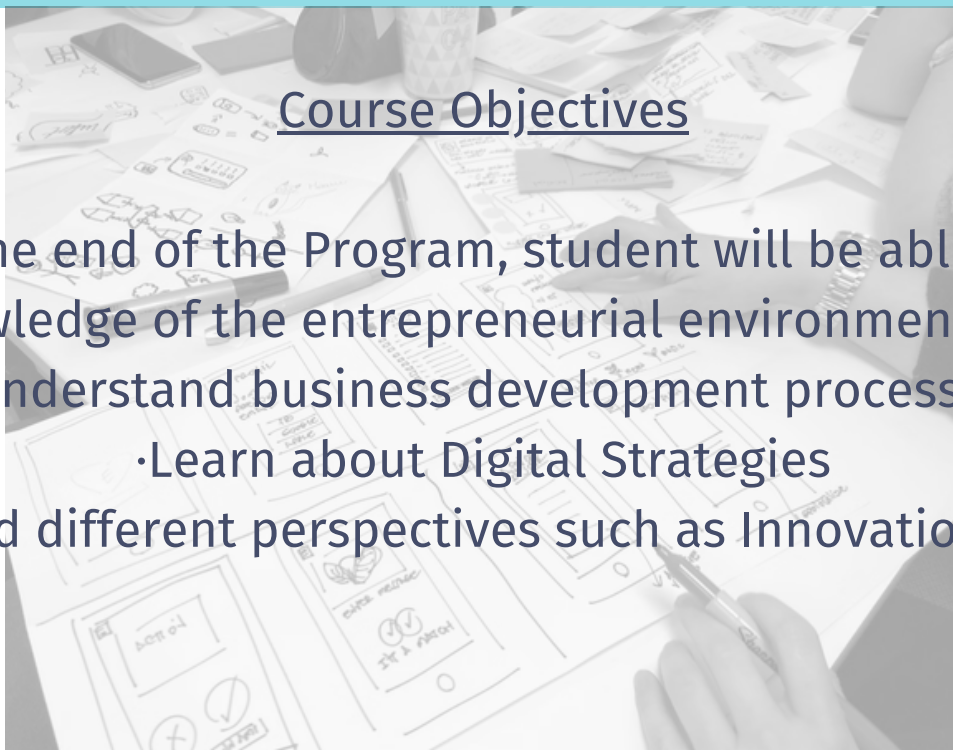 Course Objectives
he end of the Program, student will be abl
wledge of the entrepreneurial environmen
nderstand business development process
·Learn about Digital Strategies
d different perspectives such as Innovatio